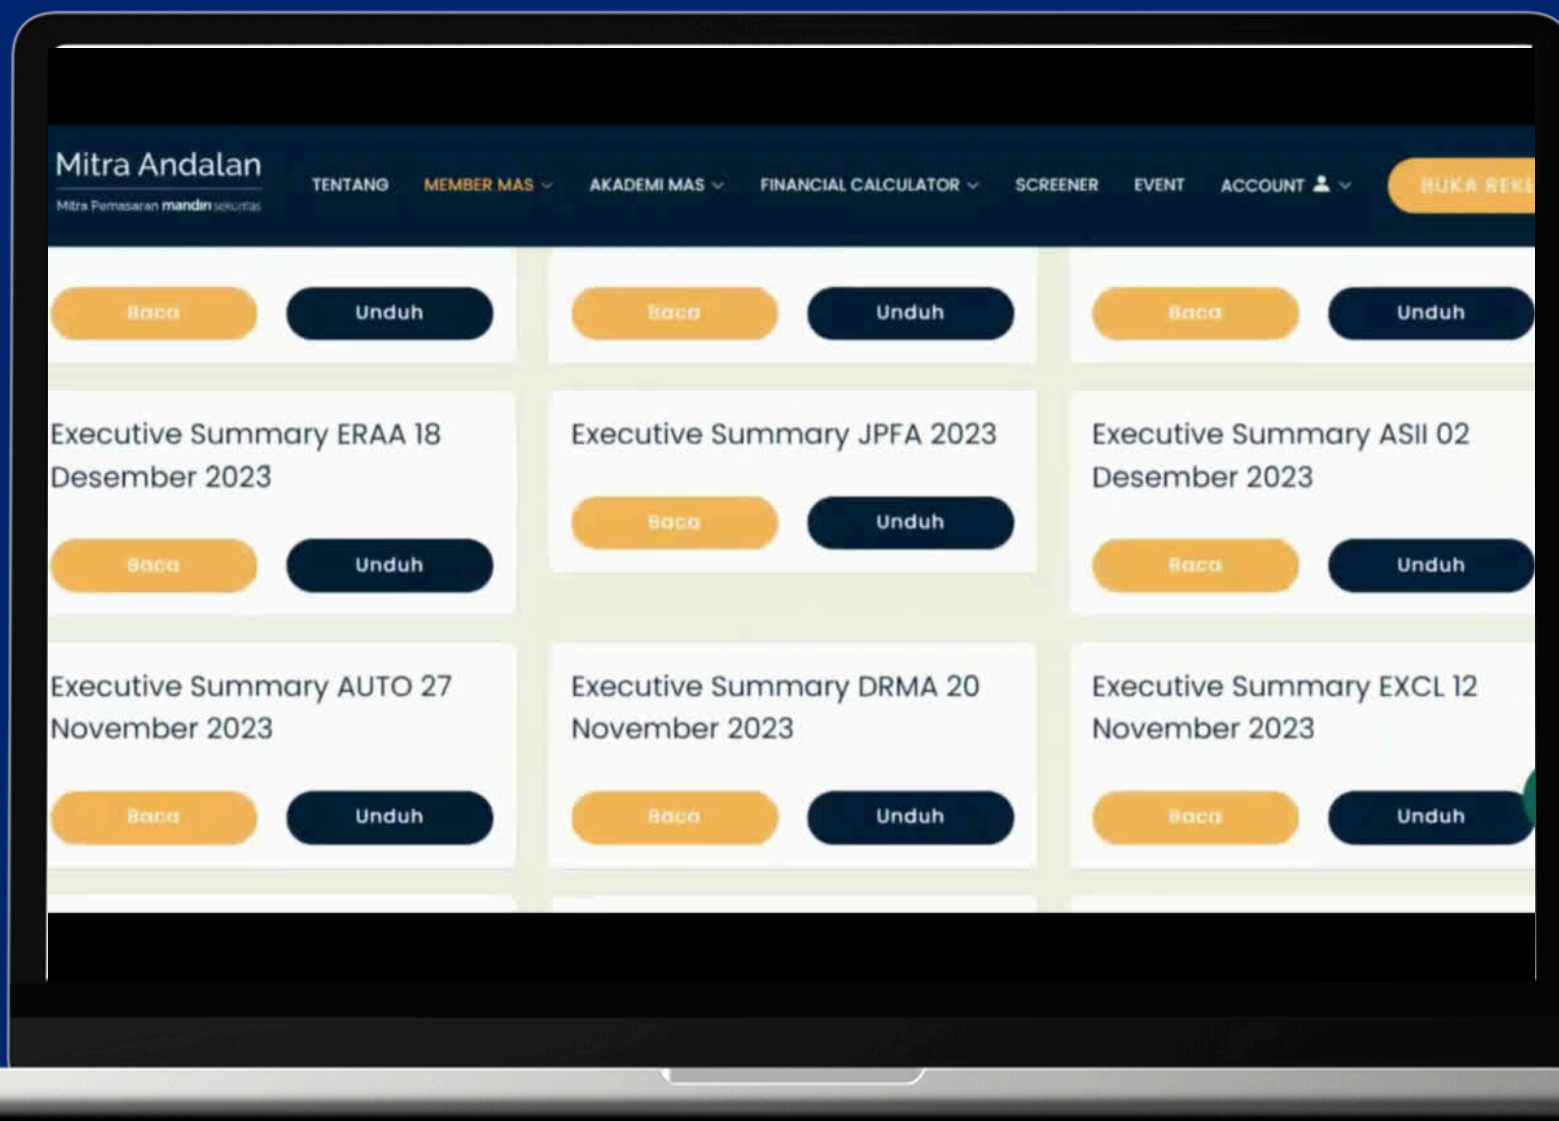 Mitra Andalan
Mitra Pemasaran mandiri sekuritas
TENTANG MEMBER MAS AKADEMI MAS FINANCIAL CALCULATOR SCREENER EVENT ACCOUNT BUKA REKE
Baca Unduh Baca Unduh Baca Unduh
Executive Summary ERAA 18
Desember 2023
Baca Unduh
Executive Summary JPFA 2023
Baca Unduh
Executive Summary ASII 02
Desember 2023
Baca Unduh
Executive Summary AUTO 27
November 2023
Baca Unduh
Executive Summary DRMA 20
November 2023
Baca Unduh
Executive Summary EXCL 12
November 2023
Baca Unduh